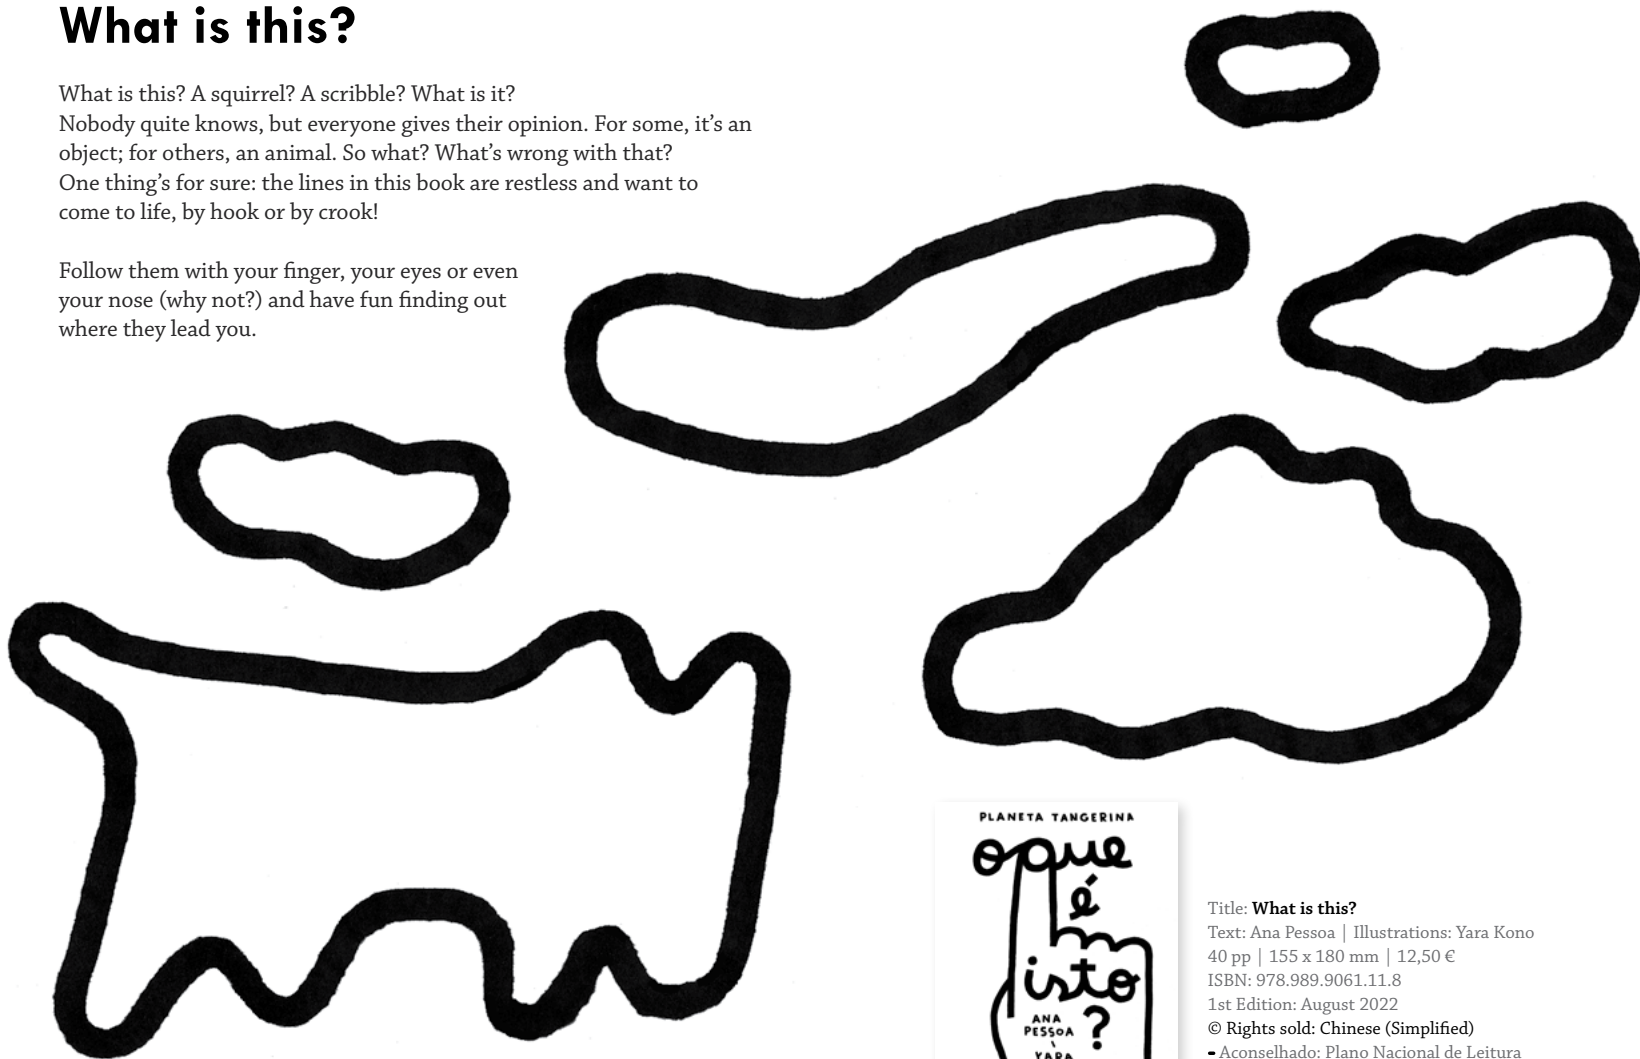 What is this?
What is this? A squirrel? A scribble? What is it?
Nobody quite knows, but everyone gives their opinion. For some, it’s an
object; for others, an animal. So what? What’s wrong with that?
One thing’s for sure: the lines in this book are restless and want to
come to life, by hook or by crook!
Follow them with your finger, your eyes or even
your nose (why not?) and have fun finding out
where they lead you.
PLANETA TANGERINA
o que
é
isto
?
ANA
PESSOA
\
YARA
Title: What is this?
Text: Ana Pessoa | Illustrations: Yara Kono
40 pp | 155 x 180 mm | 12,50 €
ISBN: 978.989.9061.11.8
1st Edition: August 2022
© Rights sold: Chinese (Simplified)
- Aconselhado: Plano Nacional de Leitura